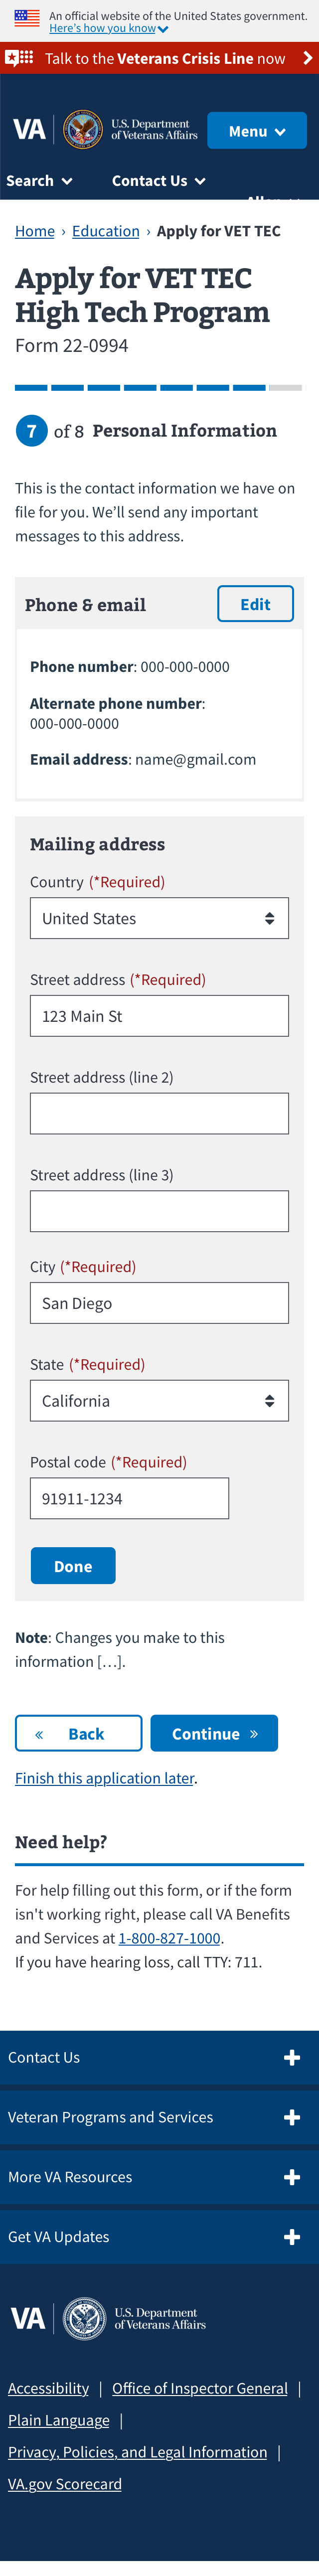 An official website of the United States government.
Here's how you know
Talk to the Veterans Crisis Line now
VA
U.S. Department
of Veterans Affairs
Menu
Search
Contact Us
Home › Education › Apply for VET TEC
Apply for VET TEC
High Tech Program
Form 22-0994
7 of 8 Personal Information
This is the contact information we have on
file for you. We'll send any important
messages to this address.
Phone & email
Edit
Phone number: 000-000-0000
Alternate phone number:
000-000-0000
Email address: name@gmail.com
Mailing address
Country (*Required)
United States
Street address (*Required)
123 Main St
Street address (line 2)
Street address (line 3)
City (*Required)
San Diego
State (*Required)
California
Postal code (*Required)
91911-1234
Done
Note: Changes you make to this
information [...].
« Back
Continue »
Finish this application later.
Need help?
For help filling out this form, or if the form
isn't working right, please call VA Benefits
and Services at 1-800-827-1000.
If you have hearing loss, call TTY: 711.
Contact Us
Veteran Programs and Services
More VA Resources
Get VA Updates
VA
U.S. Department
of Veterans Affairs
Accessibility | Office of Inspector General |
Plain Language |
Privacy, Policies, and Legal Information |
VA.gov Scorecard